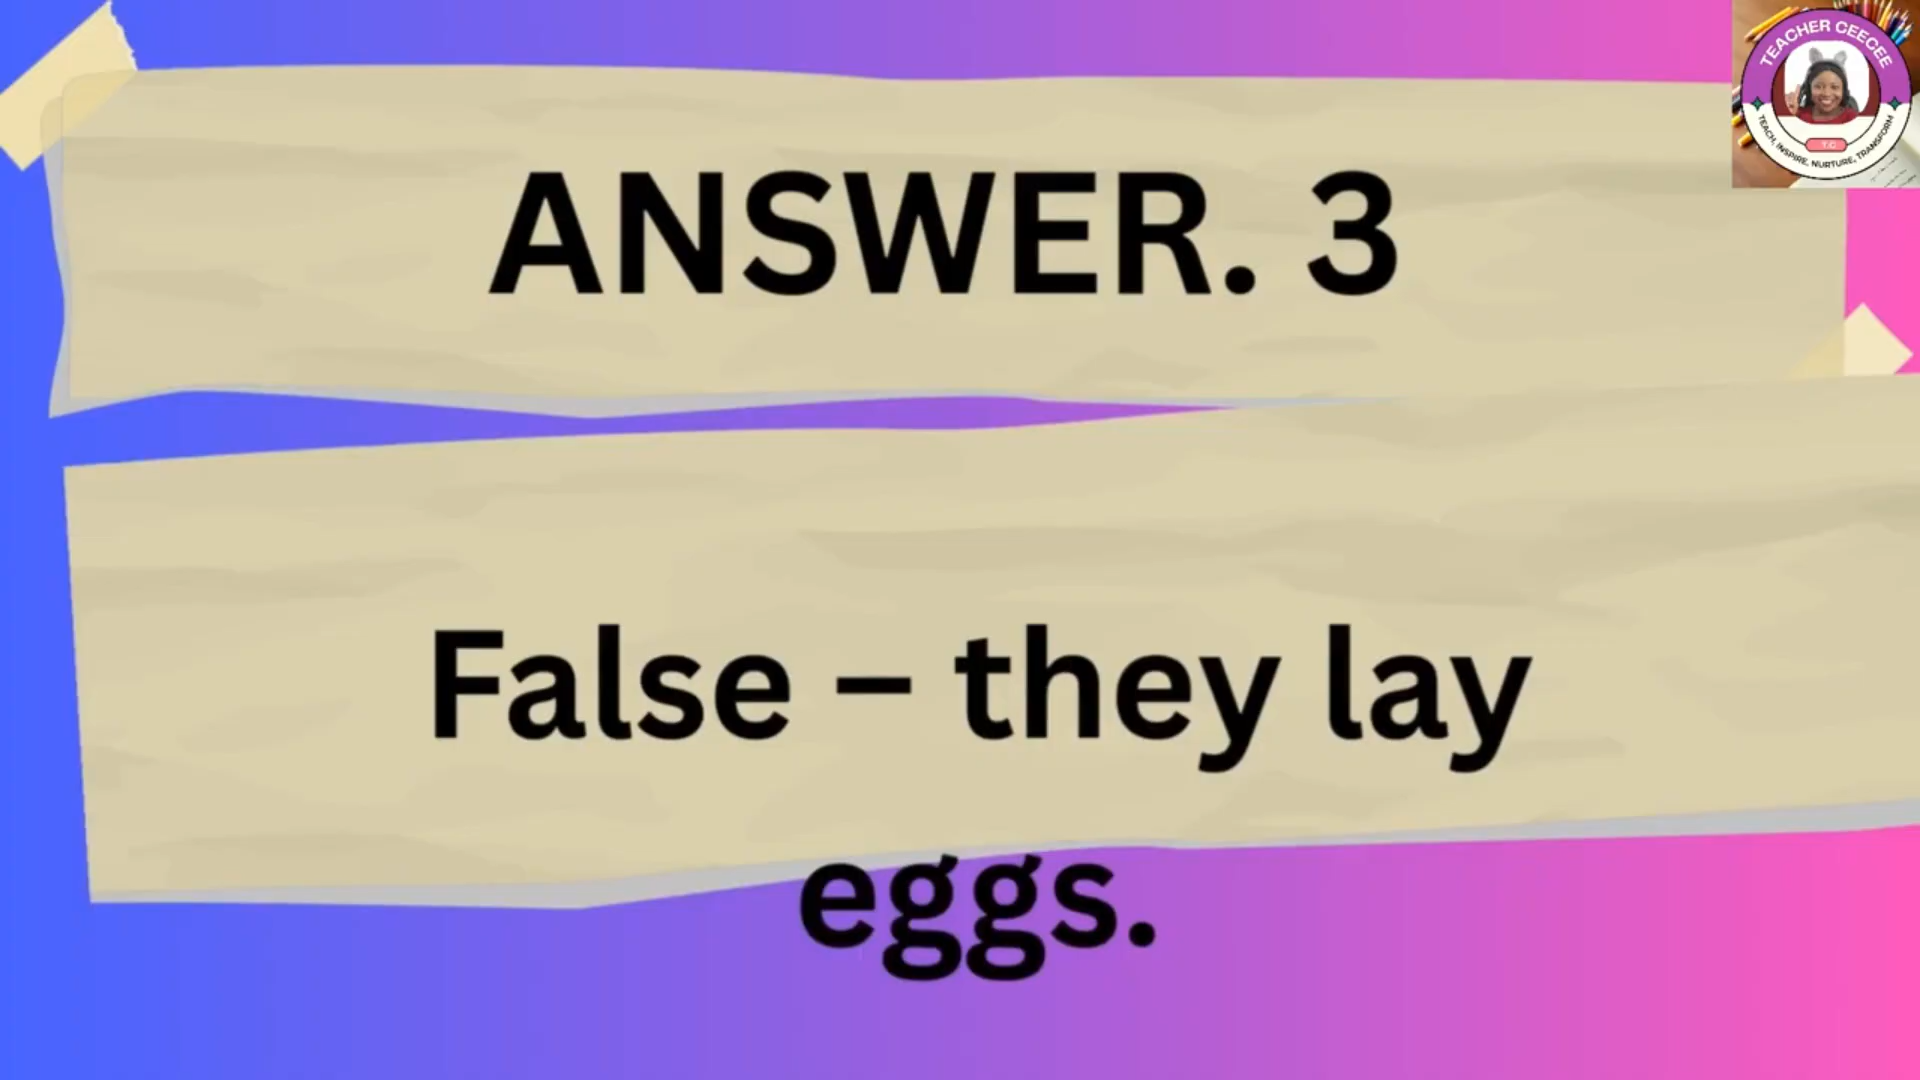 TEACHER CEECEE
T.C
TEACH, INSPIRE, NURTURE, TRANSFORM
ANSWER. 3
False – they lay
eggs.